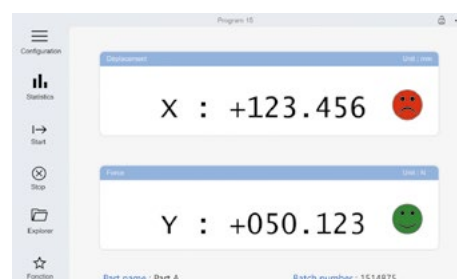 Program 15
Configuration
Statistics
Start
Stop
Explorer
Fonction
Déplacement Unit : mm
X : +123.456
Force Unit : N
Y : +050.123
Part name : Part A Batch number : 1514875